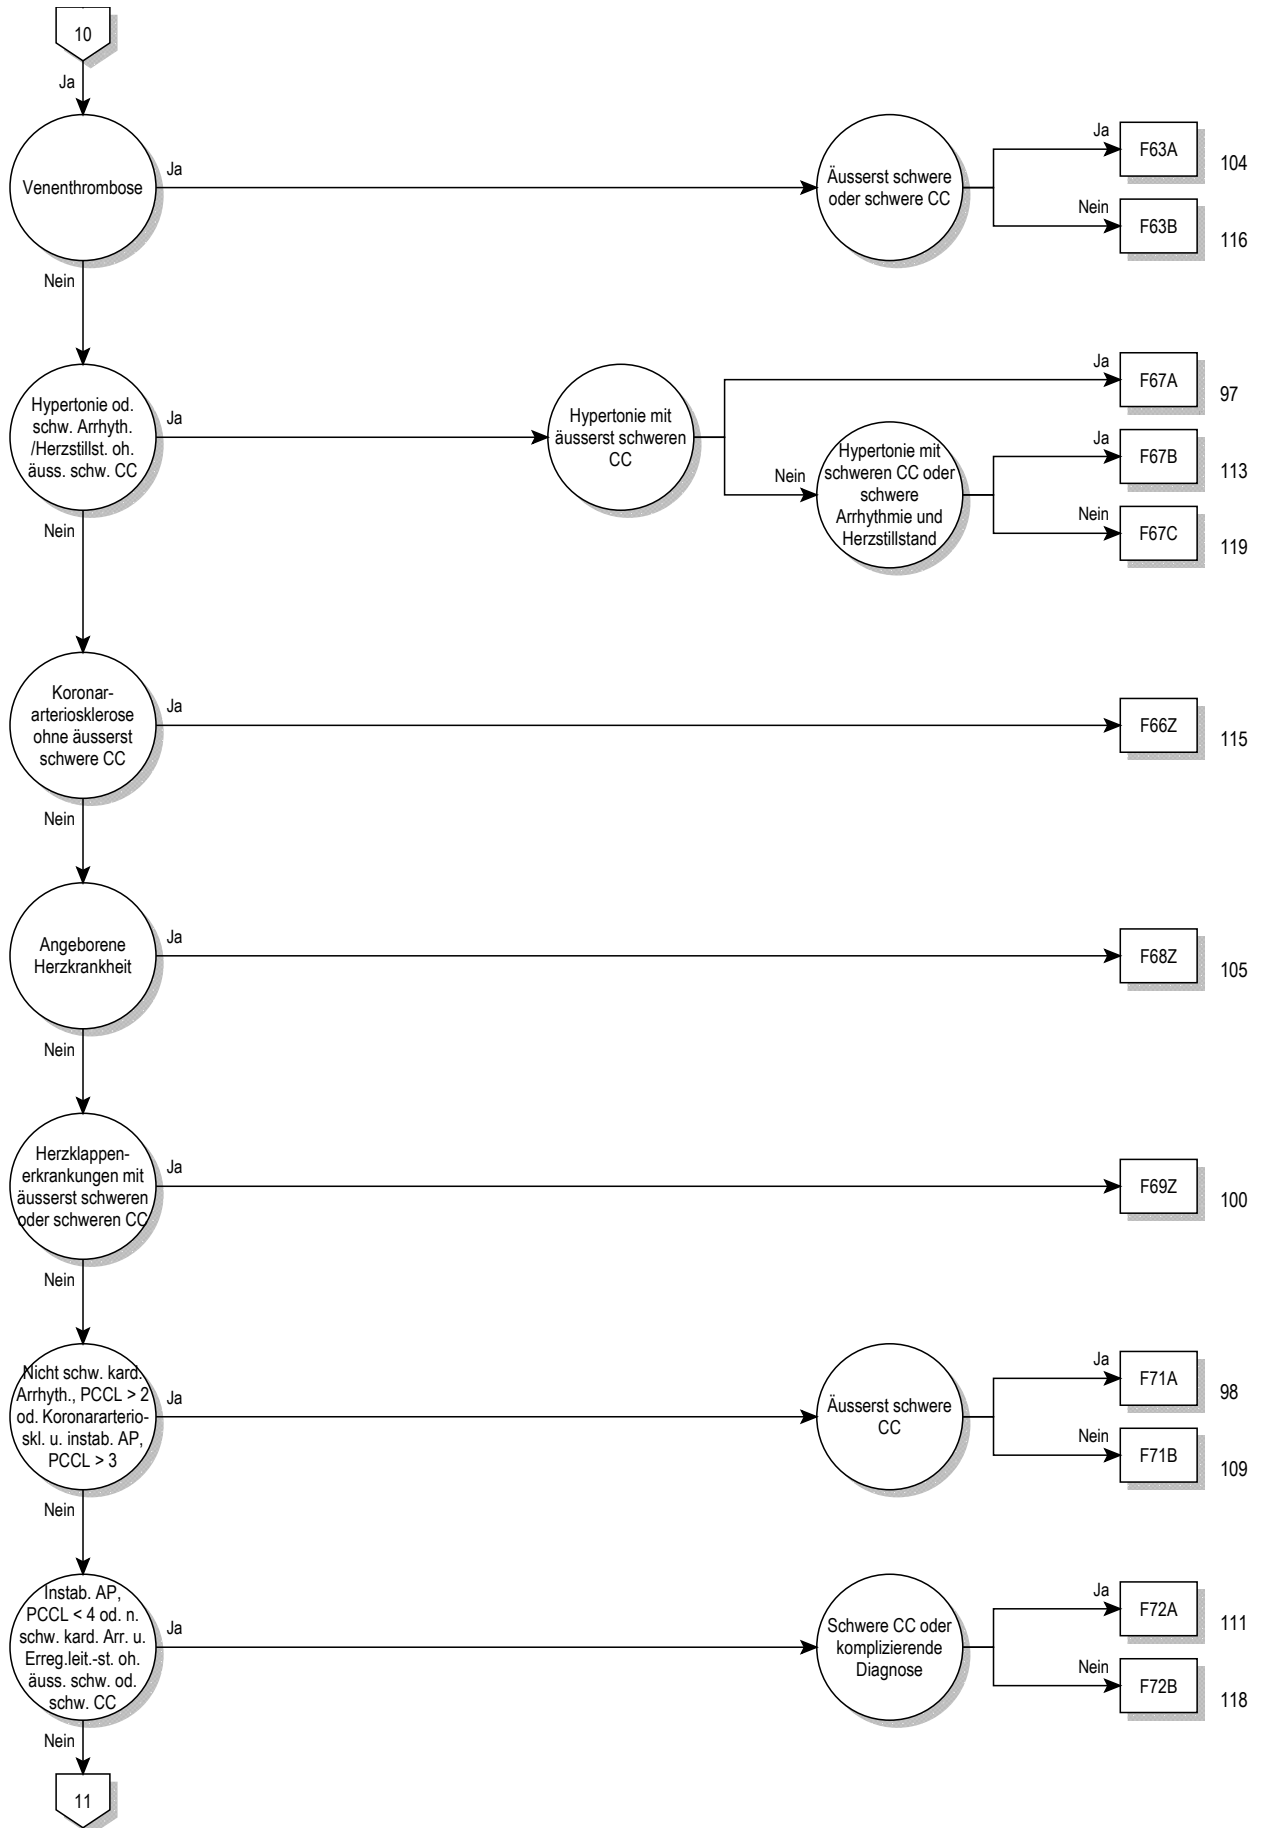 10
Ja
Venenthrombose
Ja
Äusserst schwere
oder schwere CC
Ja
F63A
104
Nein
F63B
116
Nein
Hypertonie od.
schw. Arrhyth.
/Herzstillst. oh.
äuss. schw. CC
Ja
Hypertonie mit
äusserst schweren
CC
Ja
F67A
97
Nein
Hypertonie mit
schweren CC oder
schwere
Arrhythmie und
Herzstillstand
Ja
F67B
113
Nein
F67C
119
Nein
Koronar-
arteriosklerose
ohne äusserst
schwere CC
Ja
F66Z
115
Nein
Angeborene
Herzkrankheit
Ja
F68Z
105
Nein
Herzklappen-
erkrankungen mit
äusserst schweren
oder schweren CC
Ja
F69Z
100
Nein
Nicht schw. kard.
Arrhyth., PCCL > 2
od. Koronararterio-
skl. u. instab. AP,
PCCL > 3
Ja
Äusserst schwere
CC
Ja
F71A
98
Nein
F71B
109
Nein
Instab. AP,
PCCL < 4 od. n.
schw. kard. Arr. u.
Erreg.leit.-st. oh.
äuss. schw. od.
schw. CC
Ja
Schwere CC oder
komplizierende
Diagnose
Ja
F72A
111
Nein
F72B
118
Nein
11